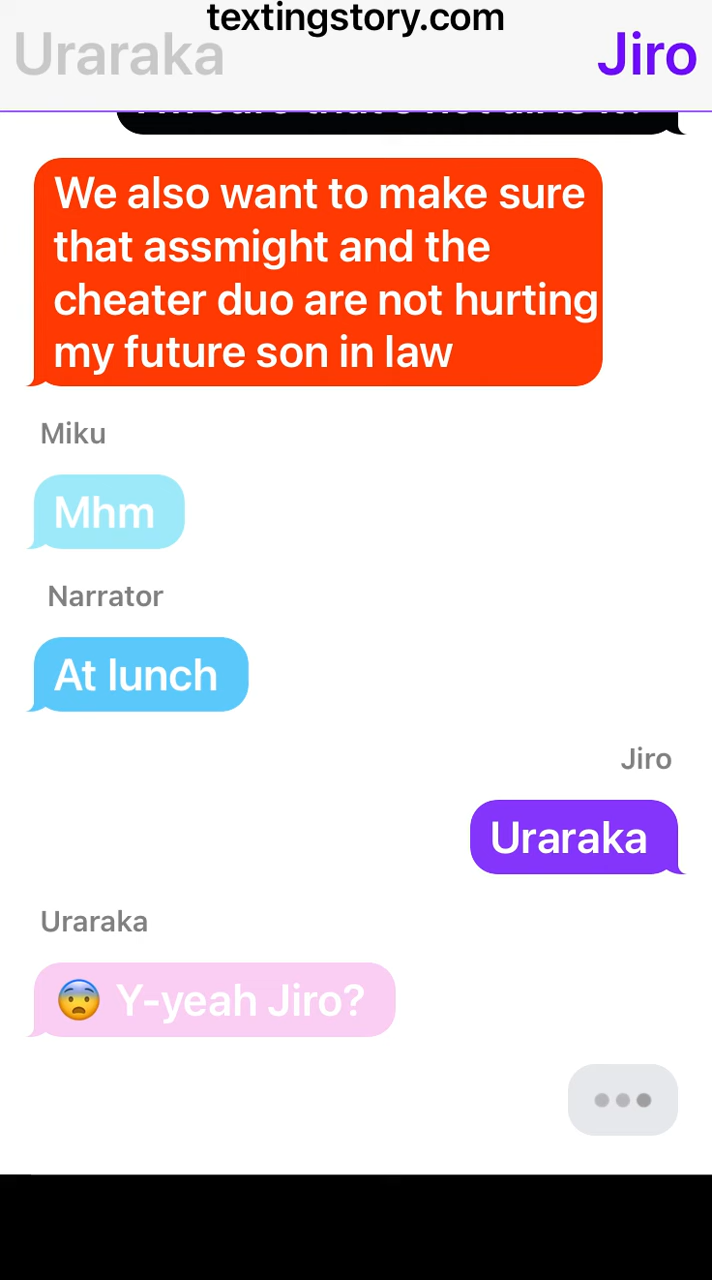 textingstory.com
Uraraka
Jiro
We also want to make sure
that assmight and the
cheater duo are not hurting
my future son in law
Miku
Mhm
Narrator
At lunch
Jiro
Uraraka
Uraraka
😨 Y-yeah Jiro?